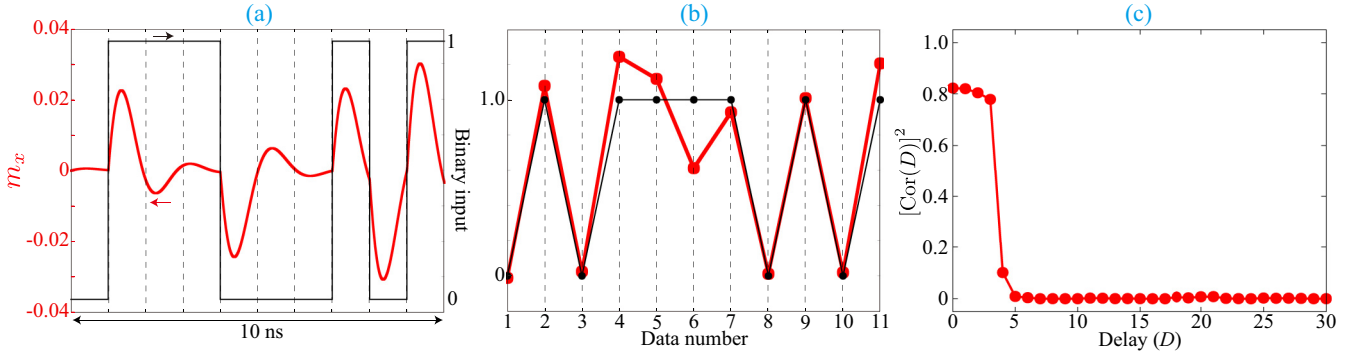 (a)
0.04
0.02
0
-0.02
-0.04
m_x
1
0
Binary input
10 ns
(b)
1.0
0
1 2 3 4 5 6 7 8 9 10 11
Data number
(c)
1.0
0.8
0.6
0.4
0.2
0
[Cor(D)]²
0 5 10 15 20 25 30
Delay (D)